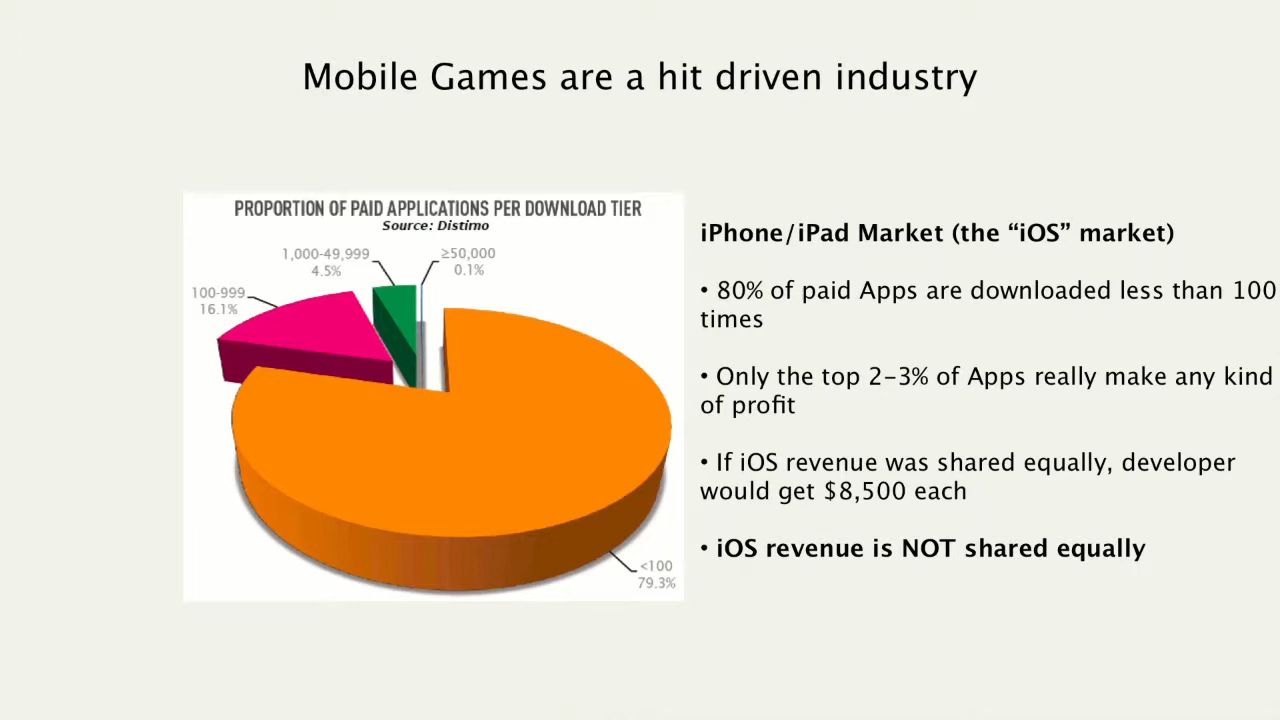 Mobile Games are a hit driven industry
PROPORTION OF PAID APPLICATIONS PER DOWNLOAD TIER
Source: Distimo
1,000-49,999
4.5%
≥50,000
0.1%
100-999
16.1%
<100
79.3%
iPhone/iPad Market (the “iOS” market)
• 80% of paid Apps are downloaded less than 100
times
• Only the top 2-3% of Apps really make any kind
of profit
• If iOS revenue was shared equally, developer
would get $8,500 each
• iOS revenue is NOT shared equally